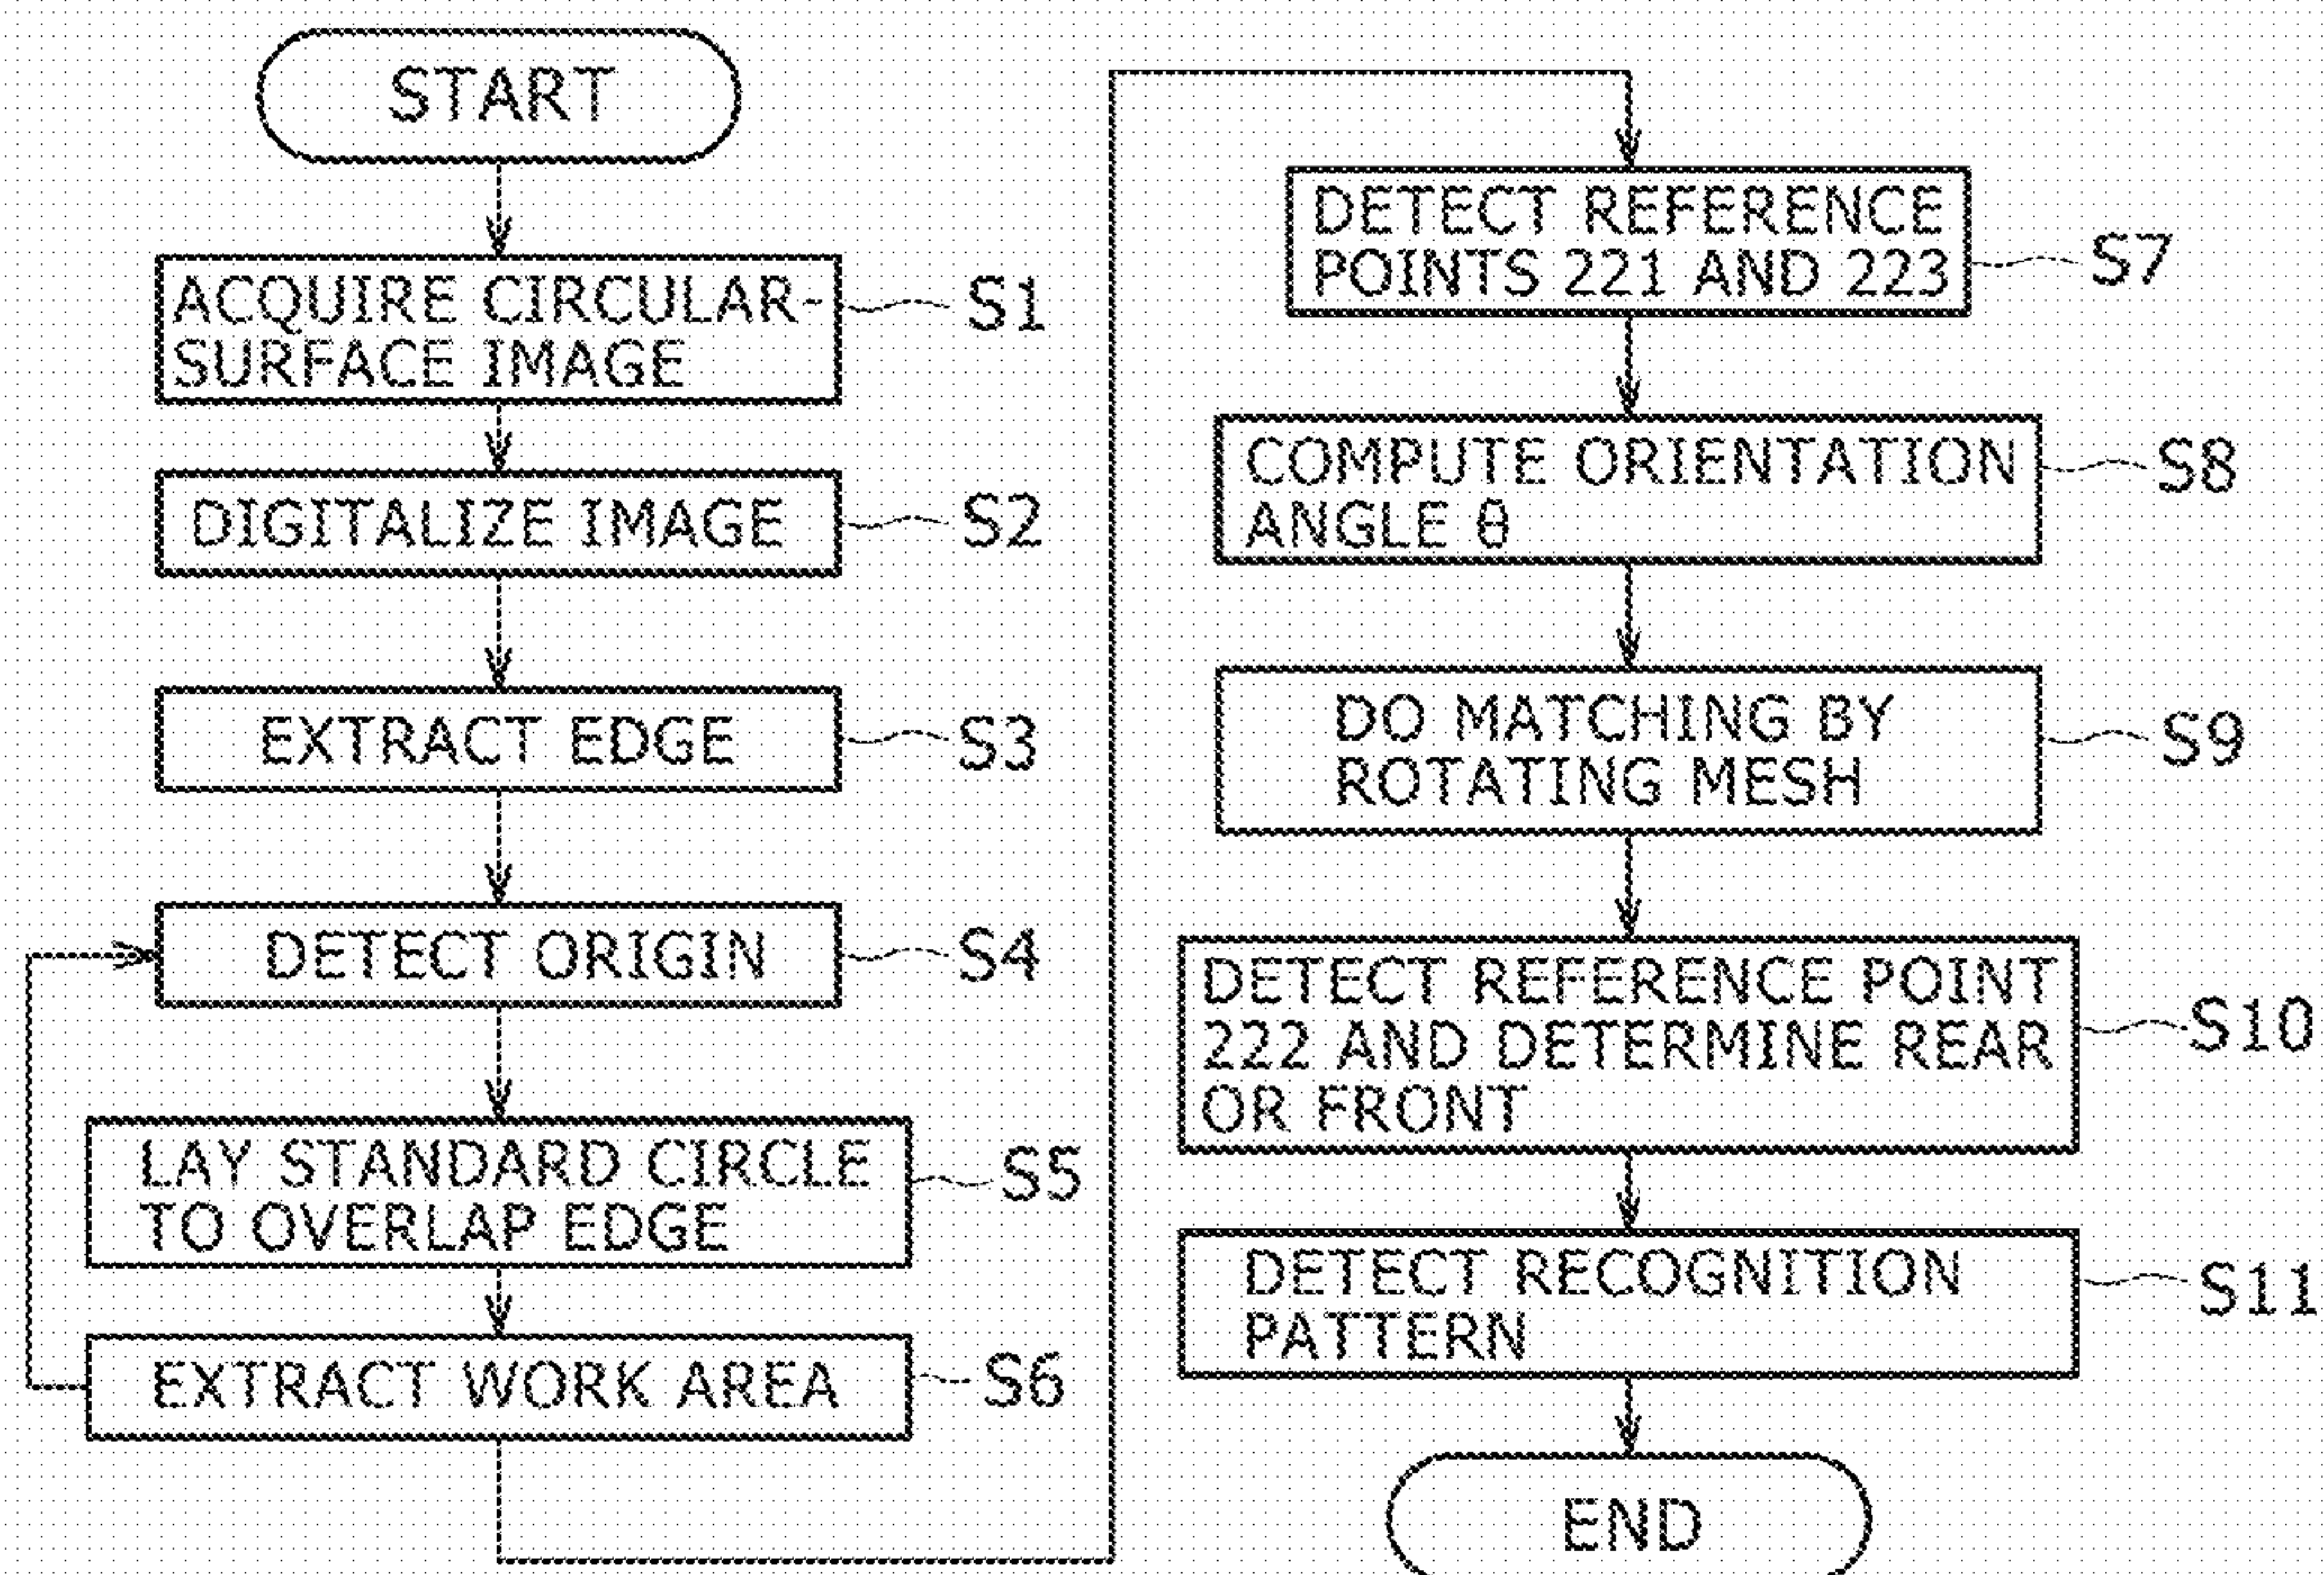 START
ACQUIRE CIRCULAR-
SURFACE IMAGE
S1
DIGITALIZE IMAGE
S2
EXTRACT EDGE
S3
DETECT ORIGIN
S4
LAY STANDARD CIRCLE
TO OVERLAP EDGE
S5
EXTRACT WORK AREA
S6
DETECT REFERENCE
POINTS 221 AND 223
S7
COMPUTE ORIENTATION
ANGLE θ
S8
DO MATCHING BY
ROTATING MESH
S9
DETECT REFERENCE POINT
222 AND DETERMINE REAR
OR FRONT
S10
DETECT RECOGNITION
PATTERN
S11
END